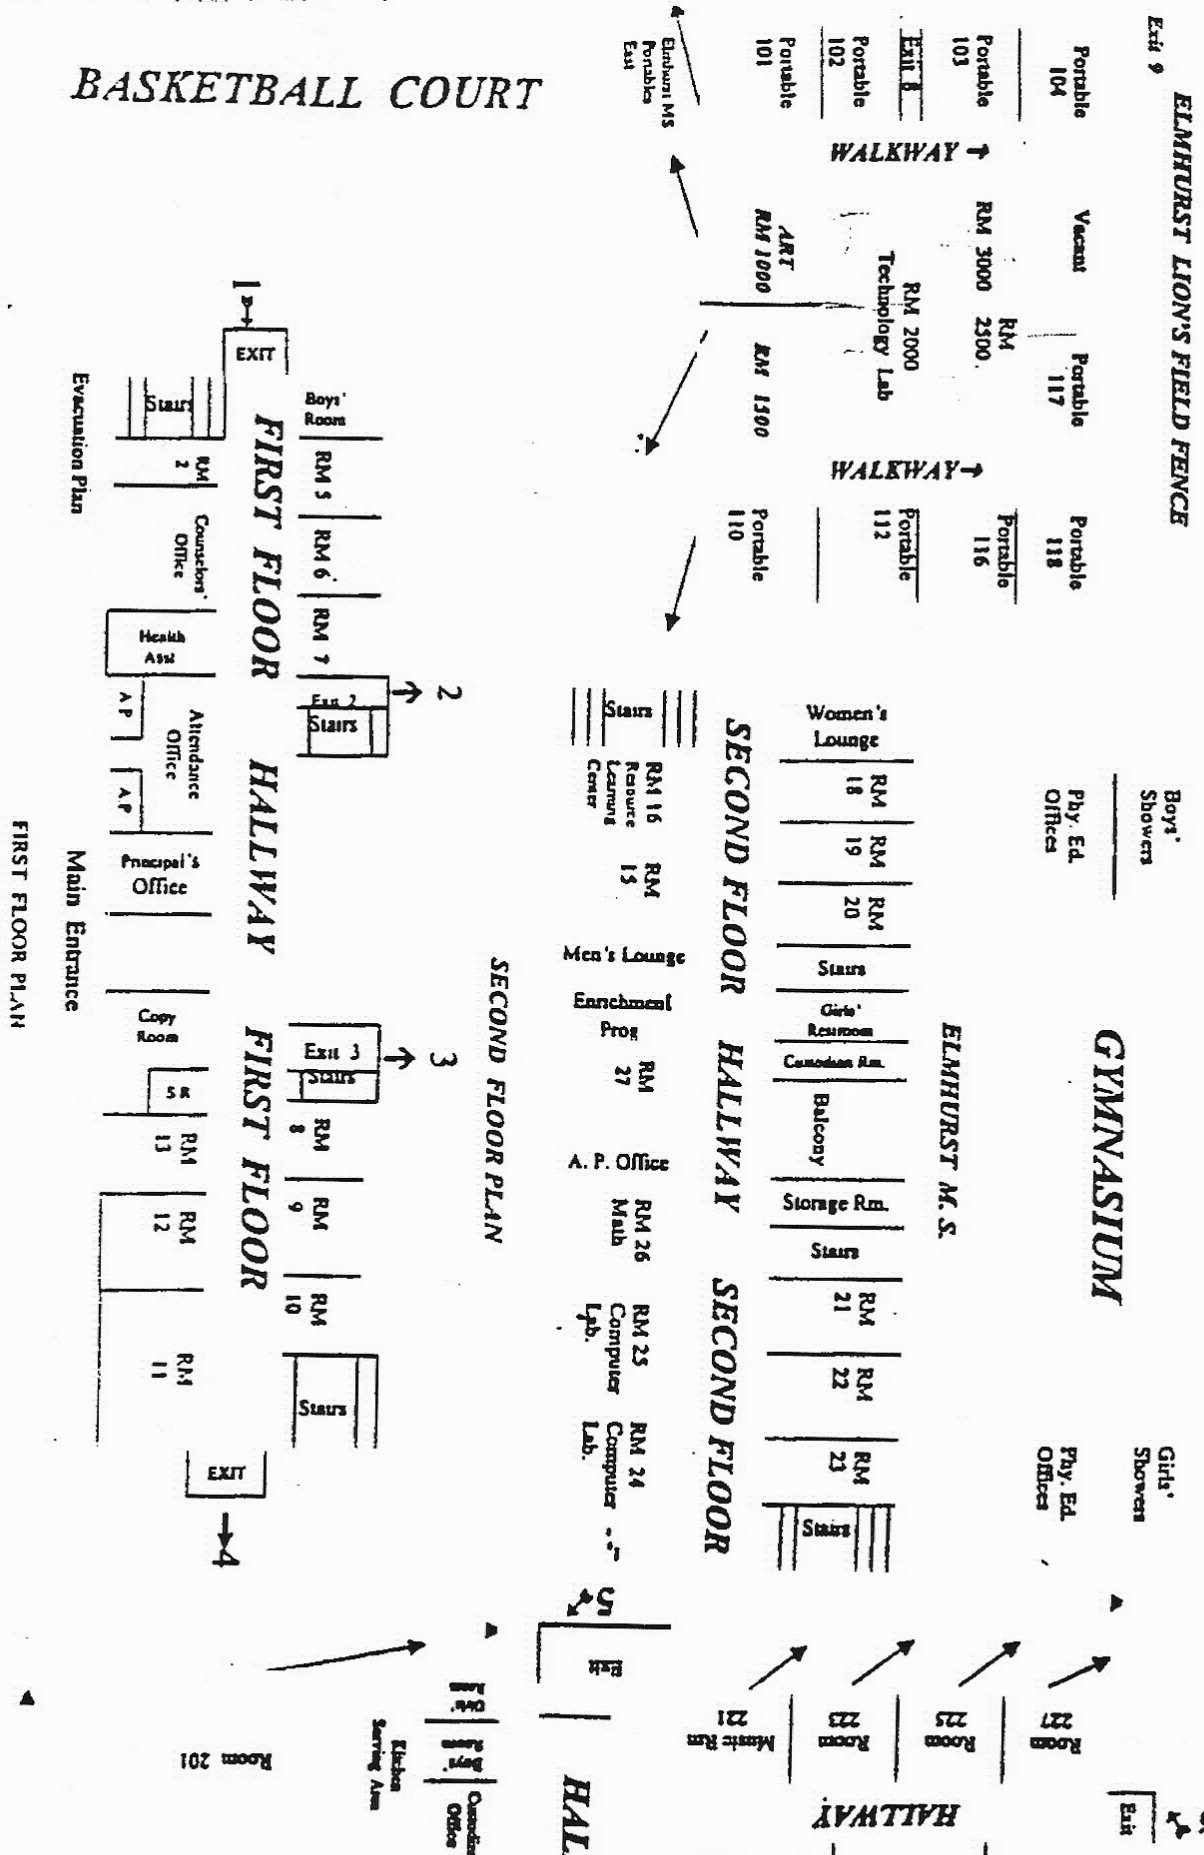 BASKETBALL COURT
Elmhurst MS
Portables
East
Portable
101
Portable
102
Exit 8
Portable
103
Portable
104
Exit 9
ELMHURST LION'S FIELD FENCE
WALKWAY
ART
RM 1000
RM 1500
RM 2000
Technology Lab
RM 3000
RM
2500
Vacant
Portable
117
WALKWAY
Portable
110
Portable
112
Portable
116
Portable
118
1
EXIT
Stairs
Boys'
Room
RM
2
RM 5
Counselors'
Office
RM 6
Health
Asst
RM 7
Exit 2
2
Stairs
A P
Attendance
Office
A.P
Principal's
Office
Copy
Room
S R
RM
13
RM
12
RM
11
Exit 3
3
Stairs
RM
8
RM
9
RM
10
Stairs
EXIT
4
FIRST FLOOR HALLWAY FIRST FLOOR
Evacuation Plan
Main Entrance
FIRST FLOOR PLAN
SECOND FLOOR PLAN
Stairs
RM 16
Resource
Learning
Center
RM
15
Men's Lounge
Enrichment
Prog
RM
27
A. P. Office
RM 26
Math
RM 25
Computer
Lab.
RM 24
Computer
Lab.
SECOND FLOOR HALLWAY SECOND FLOOR
Women's
Lounge
RM
18
RM
19
RM
20
Stairs
Girls'
Restroom
Custodian Rm.
Balcony
Storage Rm.
Stairs
RM
21
RM
22
RM
23
Stairs
ELMHURST M. S.
Boys'
Showers
Phy. Ed.
Offices
GYMNASIUM
Girls'
Showers
Phy. Ed.
Offices
5
Exit
Room 201
Girls'
Room
Boys'
Room
Kitchen
Serving Area
Music Rm
221
Room
223
Room
225
Room
227
HALLWAY
Exit